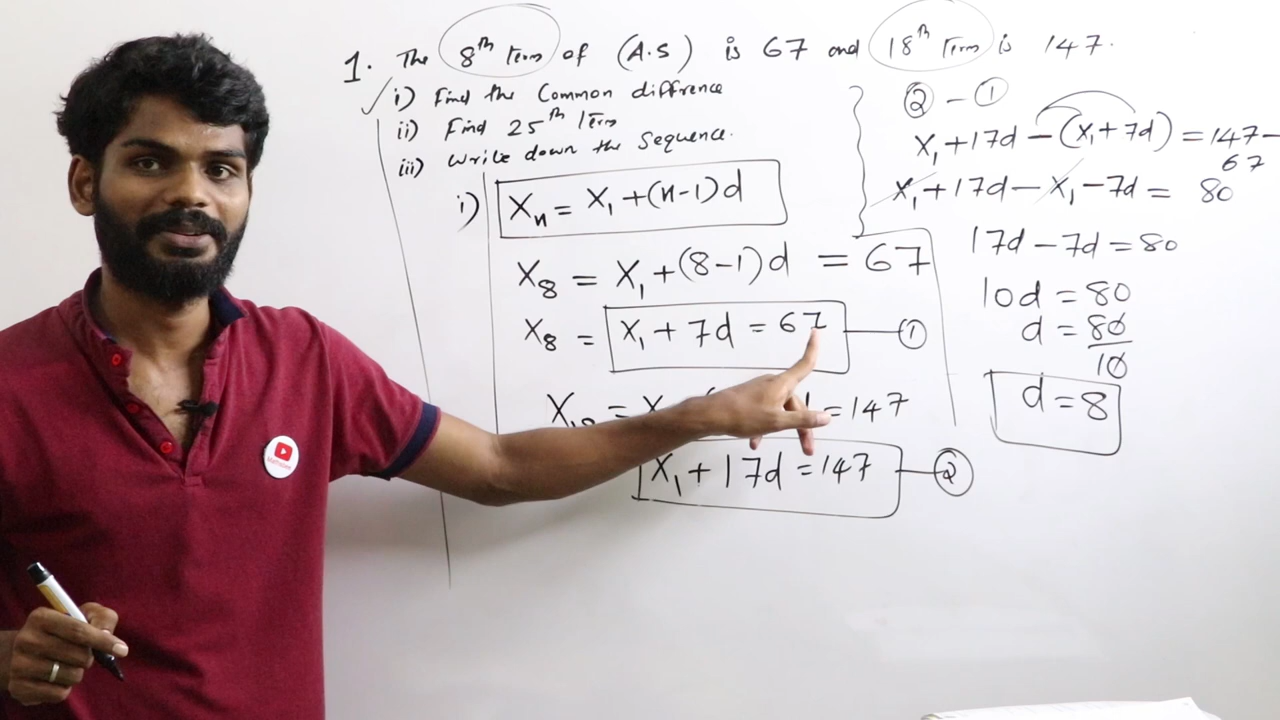 1. The 8th Term of (A.S) is 67 and 18th Term is 147.
i) Find the Common diffrence
ii) Find 25th Term
iii) Write down the Sequence.
i) Xn = X1 + (n-1)d
X8 = X1 + (8-1)d = 67
X8 = X1 + 7d = 67 ①
= 147
X1 + 17d = 147 ②
② - ①
X1 + 17d - (X1 + 7d) = 147 -
67
X1 + 17d - X1 - 7d = 80
17d - 7d = 80
10d = 80
d = 80
10
d = 8